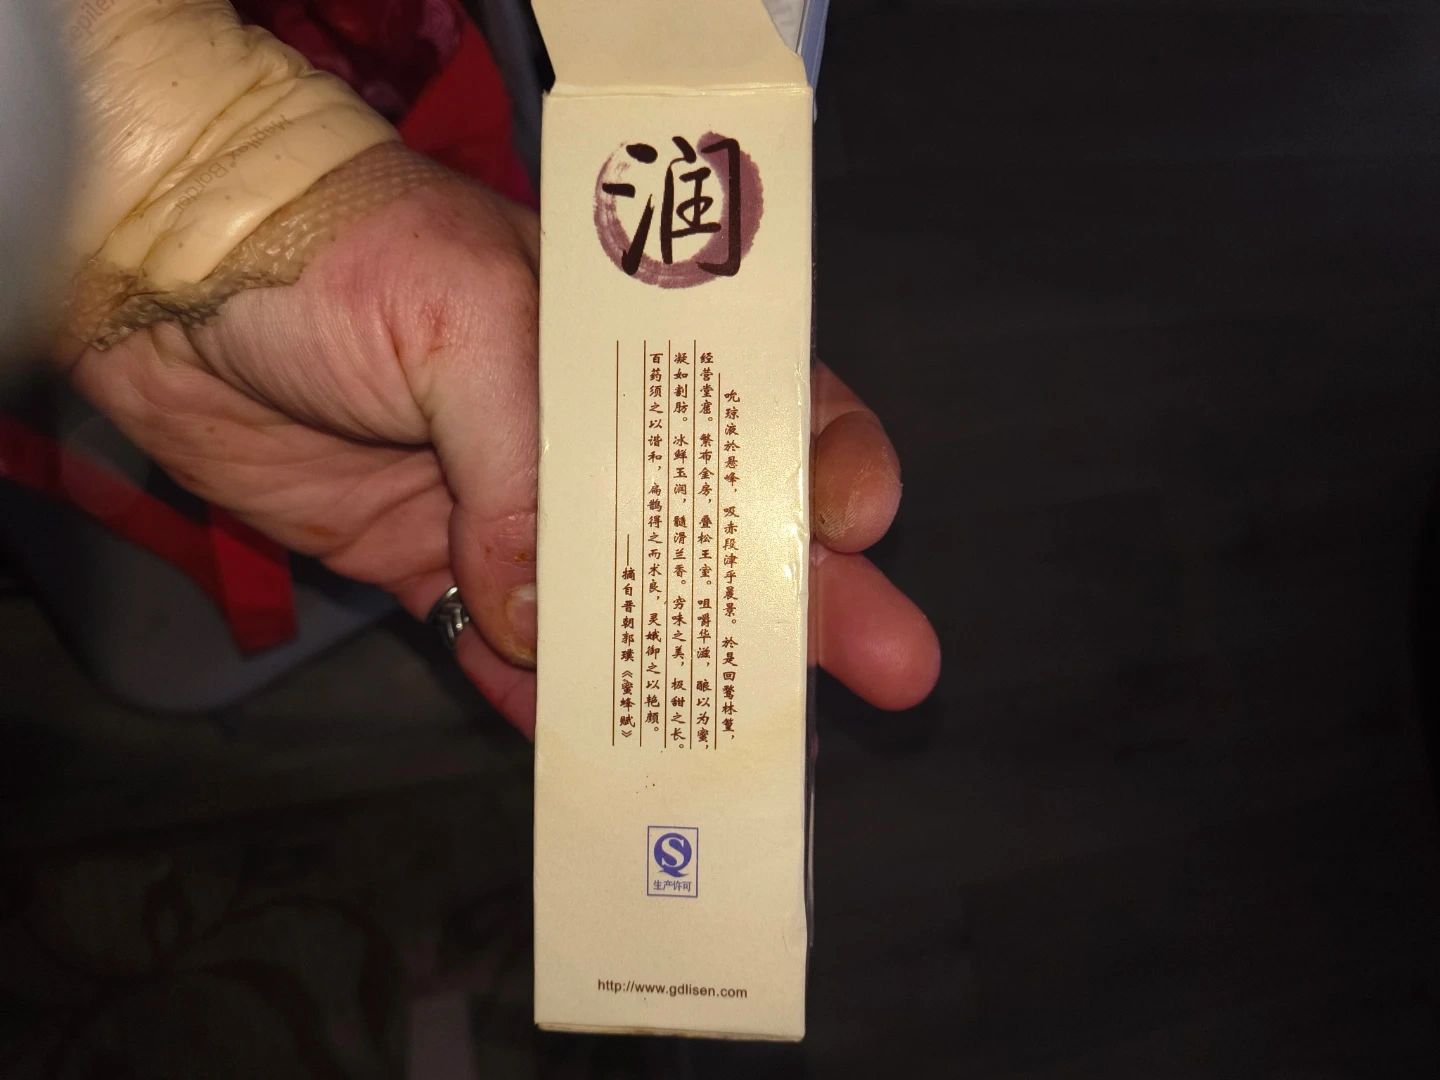 Mepilex® Border
润
吮琼液於悬峰，吸赤段津乎晨景。於是回鹜林篁，
经营堂窟。繁布金房，叠松王室。咀嚼华滋，酿以为蜜，
凝如割肪。冰鲜玉润，髓滑兰香。穷味之美，极甜之长。
百药须之以谐和，扁鹊得之而术良，灵娥御之以艳颜。
——摘自晋朝郭璞《蜜蜂赋》
QS
生产许可
http://www.gdlisen.com